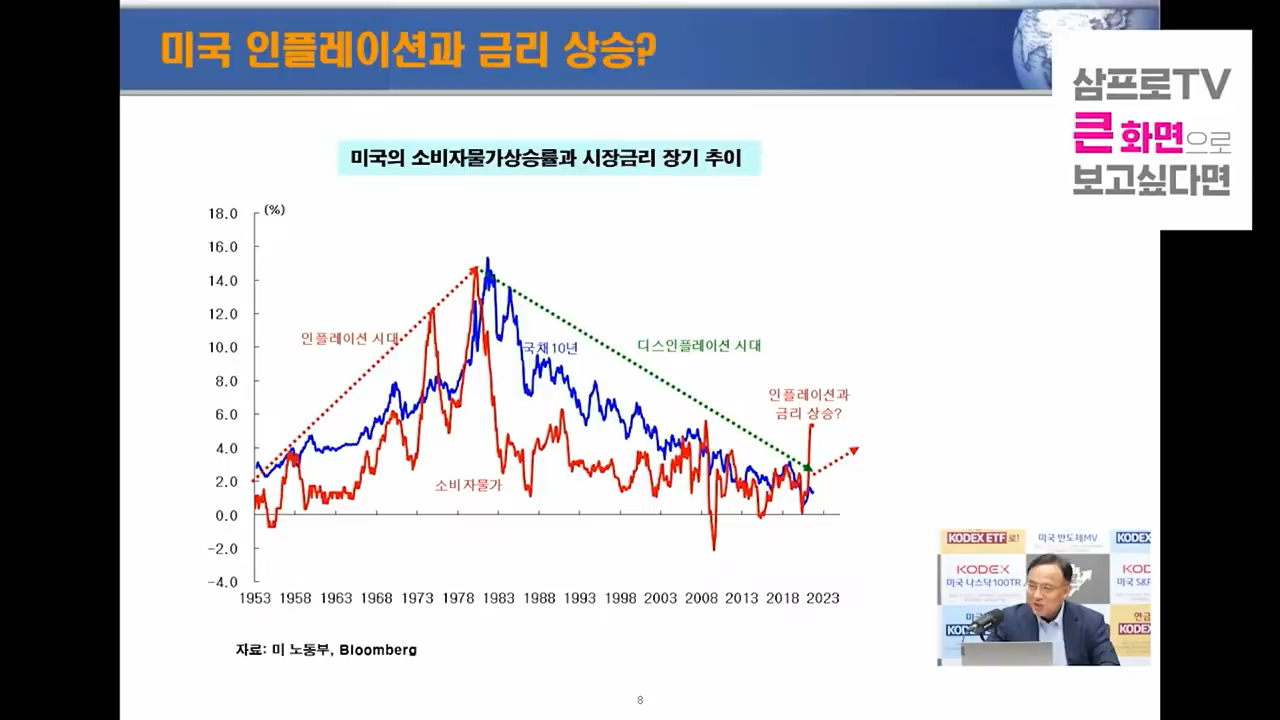 미국 인플레이션과 금리 상승?
삼프로TV
큰 화면으로
보고싶다면
미국의 소비자물가상승률과 시장금리 장기 추이
(%)
18.0
16.0
14.0
12.0
10.0
8.0
6.0
4.0
2.0
0.0
-2.0
-4.0
인플레이션 시대
국채10년
디스인플레이션 시대
인플레이션과
금리 상승?
소비자물가
1953 1958 1963 1968 1973 1978 1983 1988 1993 1998 2003 2008 2013 2018 2023
자료: 미 노동부, Bloomberg
KODEX ETF로!
미국 반도체MV
KODEX
KODEX
미국 나스닥100TR
미국 S&P
KODEX
8